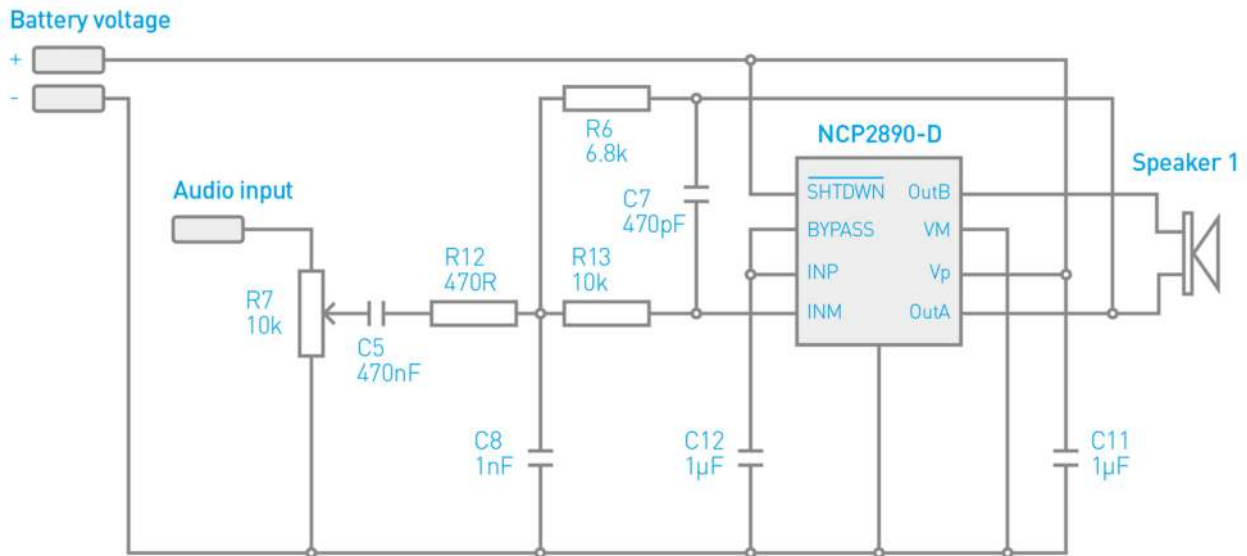 Battery voltage
+
-
R6
6.8k
NCP2890-D
Speaker 1
Audio input
C7
470pF
SHTDWN OutB
BYPASS VM
INP Vp
INM OutA
R12
470R
R13
10k
R7
10k
C5
470nF
C8
1nF
C12
1µF
C11
1µF